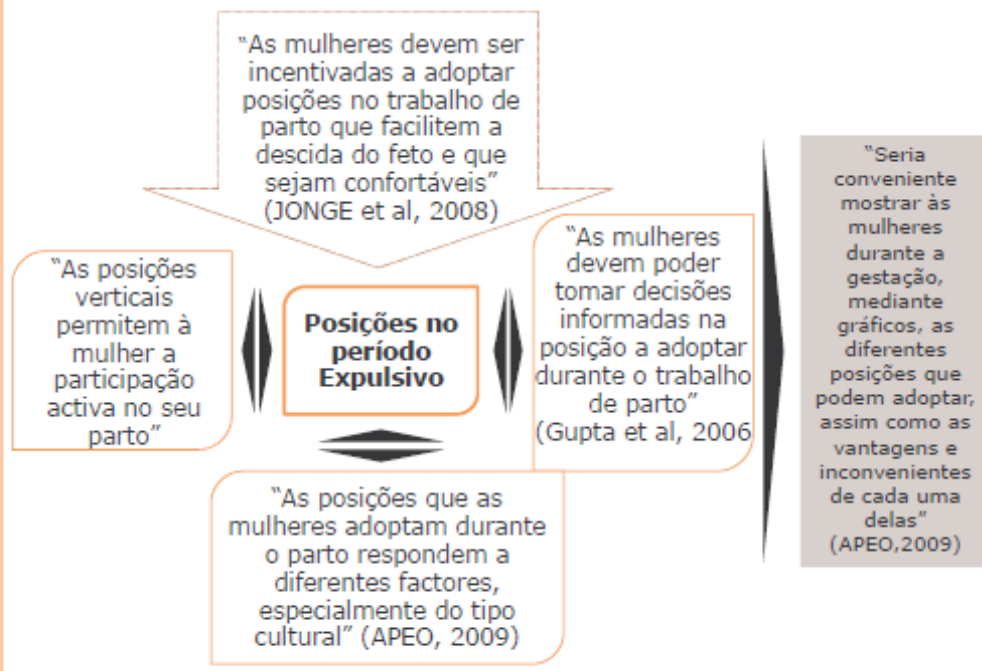 “As mulheres devem ser
incentivadas a adoptar
posições no trabalho de
parto que facilitem a
descida do feto e que
sejam confortáveis”
(JONGE et al, 2008)
“As posições
verticais
permitem à
mulher a
participação
activa no seu
parto”
Posições no
período
Expulsivo
“As mulheres
devem poder
tomar decisões
informadas na
posição a adoptar
durante o trabalho
de parto”
(Gupta et al, 2006
“As posições que as
mulheres adoptam durante
o parto respondem a
diferentes factores,
especialmente do tipo
cultural” (APEO, 2009)
“Seria
conveniente
mostrar às
mulheres
durante a
gestação,
mediante
gráficos, as
diferentes
posições que
podem adoptar,
assim como as
vantagens e
inconvenientes
de cada uma
delas”
(APEO,2009)